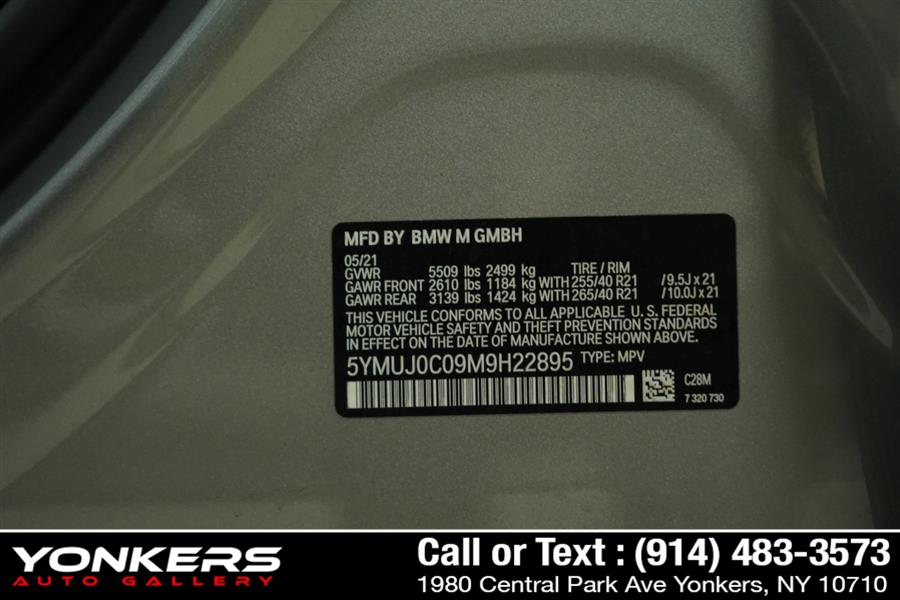 MFD BY BMW M GMBH
05/21
GVWR 5509 lbs 2499 kg TIRE / RIM
GAWR FRONT 2610 lbs 1184 kg WITH 255/40 R21 /9.5J x 21
GAWR REAR 3139 lbs 1424 kg WITH 265/40 R21 /10.0J x 21
THIS VEHICLE CONFORMS TO ALL APPLICABLE U. S. FEDERAL
MOTOR VEHICLE SAFETY AND THEFT PREVENTION STANDARDS
IN EFFECT ON THE DATE OF MANUFACTURE SHOWN ABOVE.
5YMUJ0C09M9H22895 TYPE: MPV
C28M
7 320 730
YONKERS
AUTO GALLERY
Call or Text : (914) 483-3573
1980 Central Park Ave Yonkers, NY 10710